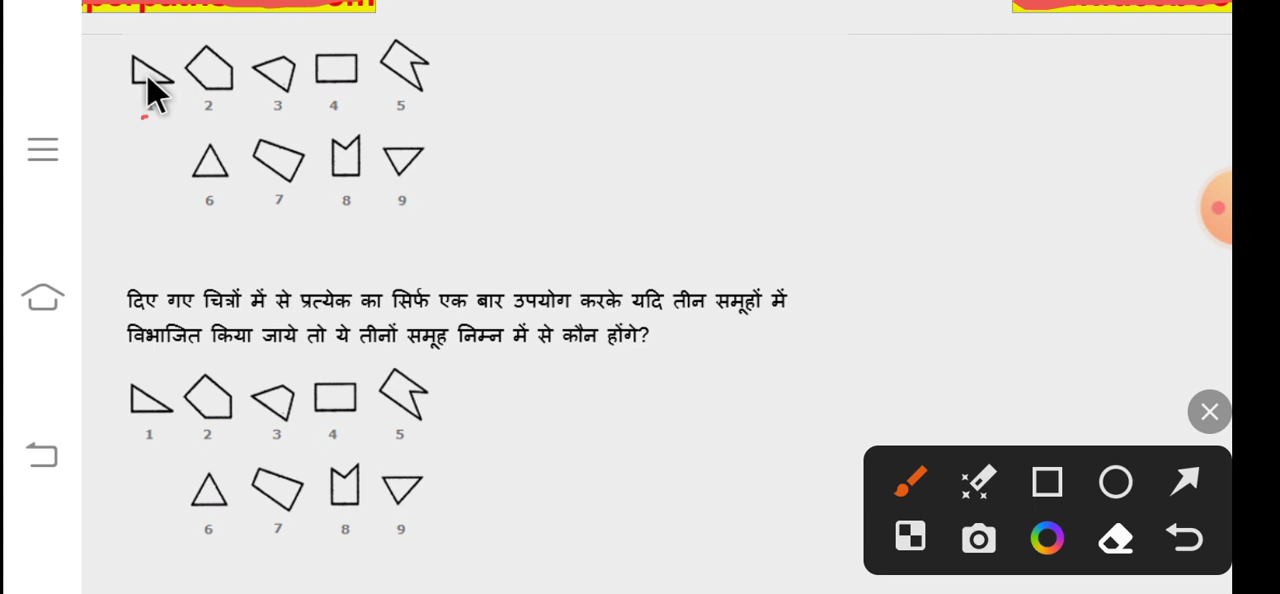 2 3 4 5
6 7 8 9
दिए गए चित्रों में से प्रत्येक का सिर्फ एक बार उपयोग करके यदि तीन समूहों में
विभाजित किया जाये तो ये तीनों समूह निम्न में से कौन होंगे?
1 2 3 4 5
6 7 8 9